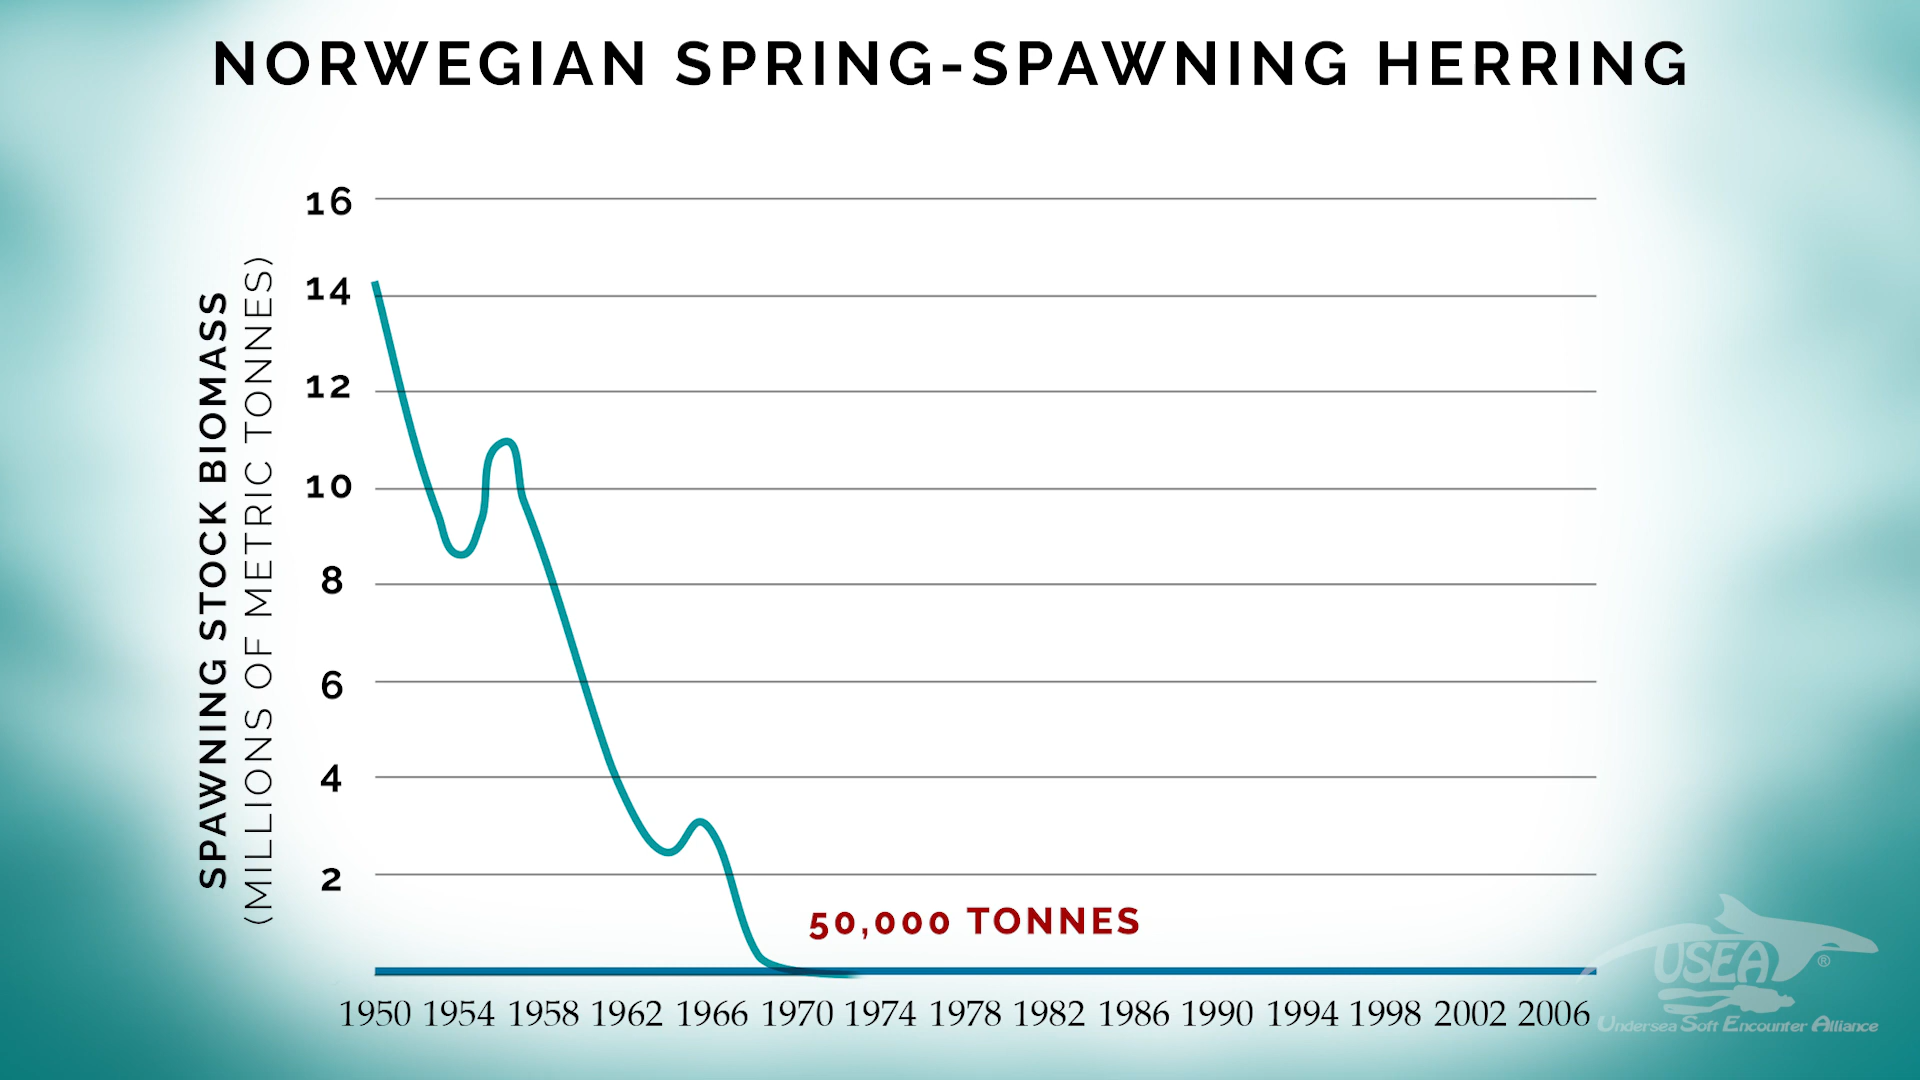 NORWEGIAN SPRING-SPAWNING HERRING
SPAWNING STOCK BIOMASS
(MILLIONS OF METRIC TONNES)
16
14
12
10
8
6
4
2
50,000 TONNES
1950 1954 1958 1962 1966 1970 1974 1978 1982 1986 1990 1994 1998 2002 2006
USEA ®
Undersea Soft Encounter Alliance